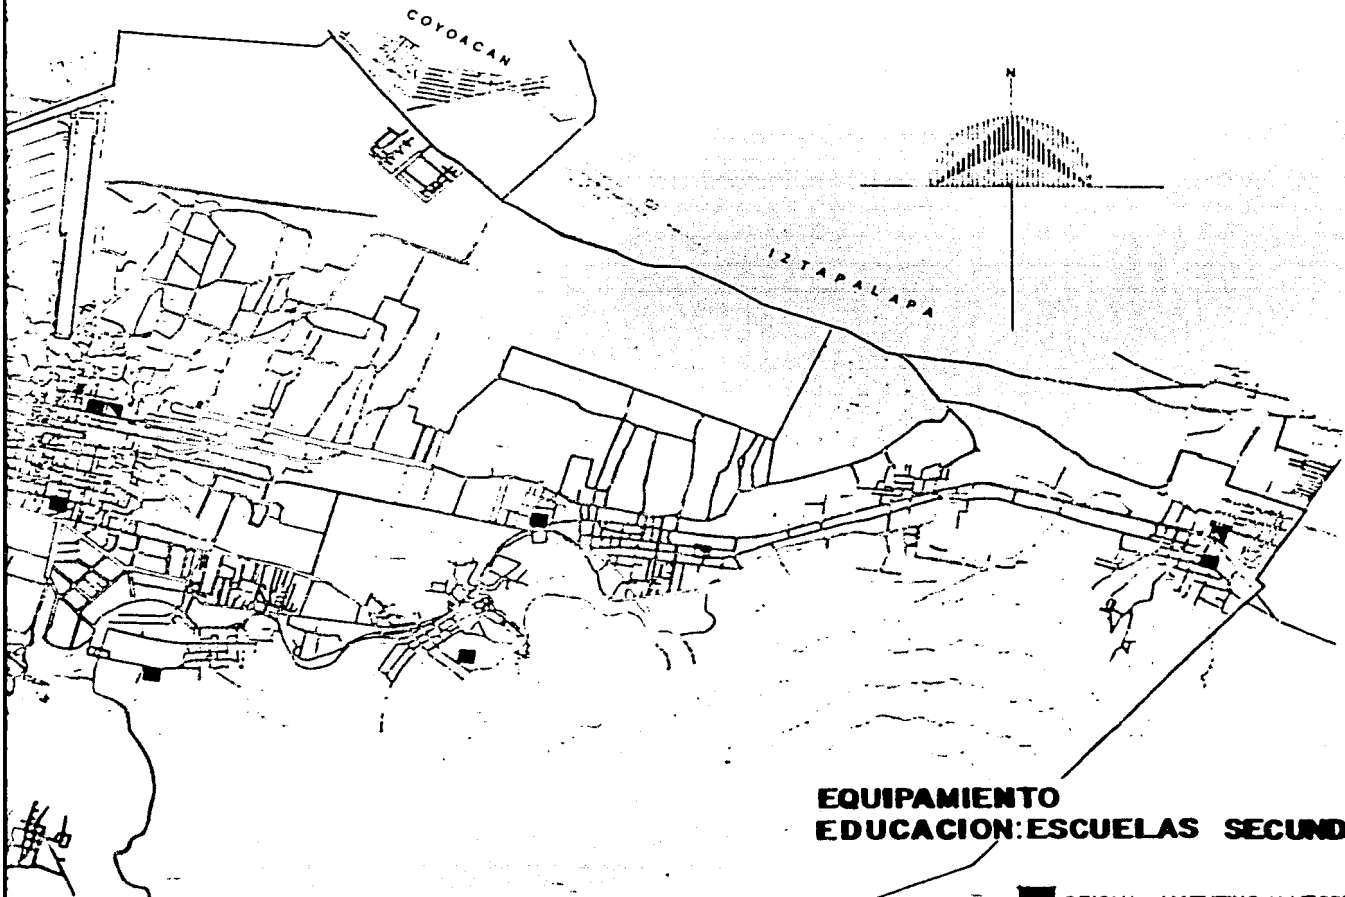 COYOACAN
N
IZTAPALAPA
EQUIPAMIENTO
EDUCACION: ESCUELAS SECUND